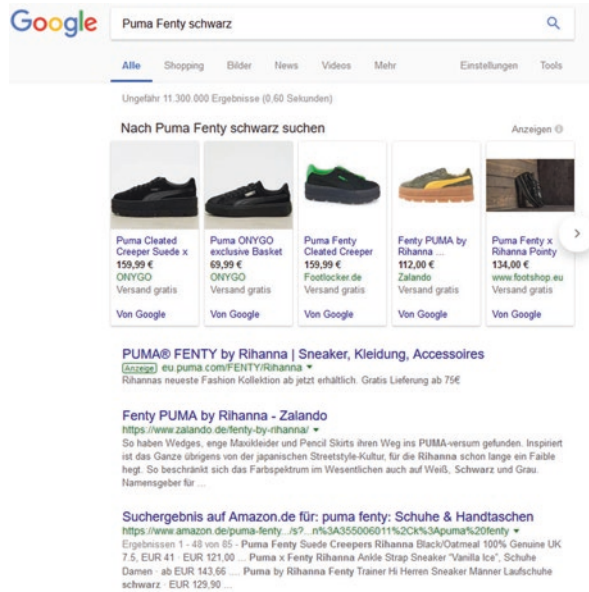 Google
Puma Fenty schwarz
Alle Shopping Bilder News Videos Mehr Einstellungen Tools
Ungefähr 11.300.000 Ergebnisse (0,60 Sekunden)
Nach Puma Fenty schwarz suchen Anzeigen
Puma Cleated
Creeper Suede x
159,99 €
ONYGO
Versand gratis
Von Google
Puma ONYGO
exclusive Basket
69,99 €
ONYGO
Versand gratis
Von Google
Puma Fenty
Cleated Creeper
159,99 €
Footlocker.de
Versand gratis
Von Google
Fenty PUMA by
Rihanna ...
112,00 €
Zalando
Versand gratis
Von Google
Puma Fenty x
Rihanna Pointy
134,00 €
www.footshop.eu
Versand gratis
Von Google
PUMA® FENTY by Rihanna | Sneaker, Kleidung, Accessoires
Anzeige eu.puma.com/FENTY/Rihanna
Rihannas neueste Fashion Kollektion ab jetzt erhältlich. Gratis Lieferung ab 75€
Fenty PUMA by Rihanna - Zalando
https://www.zalando.de/fenty-by-rihanna/
So haben Wedges, enge Maxikleider und Pencil Skirts ihren Weg ins PUMA-versum gefunden. Inspiriert
ist das Ganze übrigens von der japanischen Streetstyle-Kultur, für die Rihanna schon lange ein Faible
hegt. So beschränkt sich das Farbspektrum im Wesentlichen auch auf Weiß, Schwarz und Grau.
Namensgeber für ...
Suchergebnis auf Amazon.de für: puma fenty: Schuhe & Handtaschen
https://www.amazon.de/puma-fenty.../s?...n%3A355006011%2Ck%3Apuma%20fenty
Ergebnissen 1 - 48 von 85 - Puma Fenty Suede Creepers Rihanna Black/Oatmeal 100% Genuine UK
7.5, EUR 41 · EUR 121,00 ... Puma x Fenty Rihanna Ankle Strap Sneaker "Vanilla Ice", Schuhe
Damen · ab EUR 143,66 .... Puma by Rihanna Fenty Trainer Hi Herren Sneaker Männer Laufschuhe
schwarz · EUR 129,90 ...